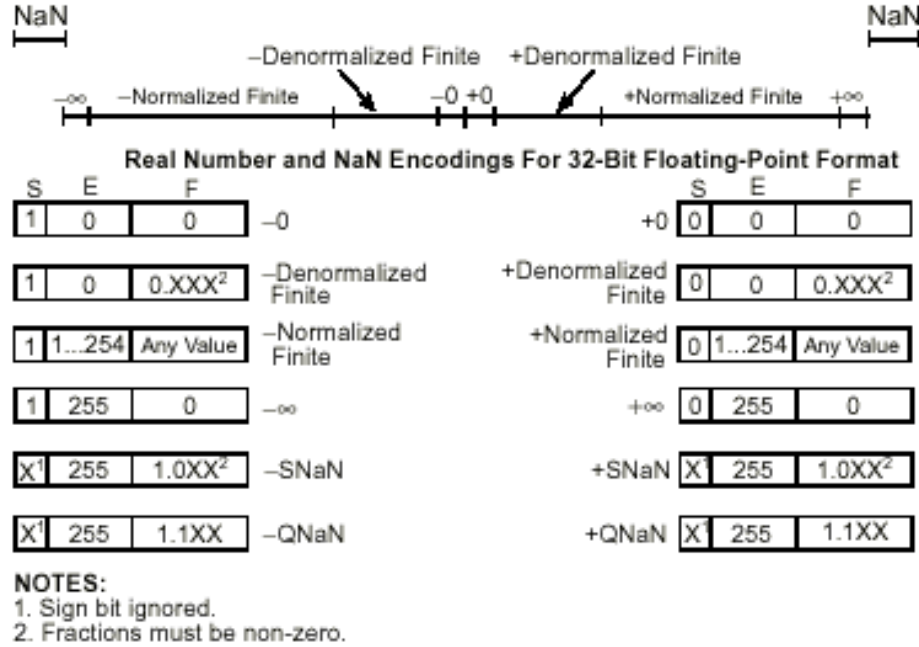 NaN NaN
–Denormalized Finite +Denormalized Finite
–∞ –Normalized Finite –0 +0 +Normalized Finite +∞
Real Number and NaN Encodings For 32-Bit Floating-Point Format
S E F S E F
1 0 0 –0 +0 0 0 0
1 0 0.XXX² –Denormalized +Denormalized 0 0 0.XXX²
Finite Finite
1 1...254 Any Value –Normalized +Normalized 0 1...254 Any Value
Finite Finite
1 255 0 –∞ +∞ 0 255 0
X¹ 255 1.0XX² –SNaN +SNaN X¹ 255 1.0XX²
X¹ 255 1.1XX –QNaN +QNaN X¹ 255 1.1XX
NOTES:
1. Sign bit ignored.
2. Fractions must be non-zero.